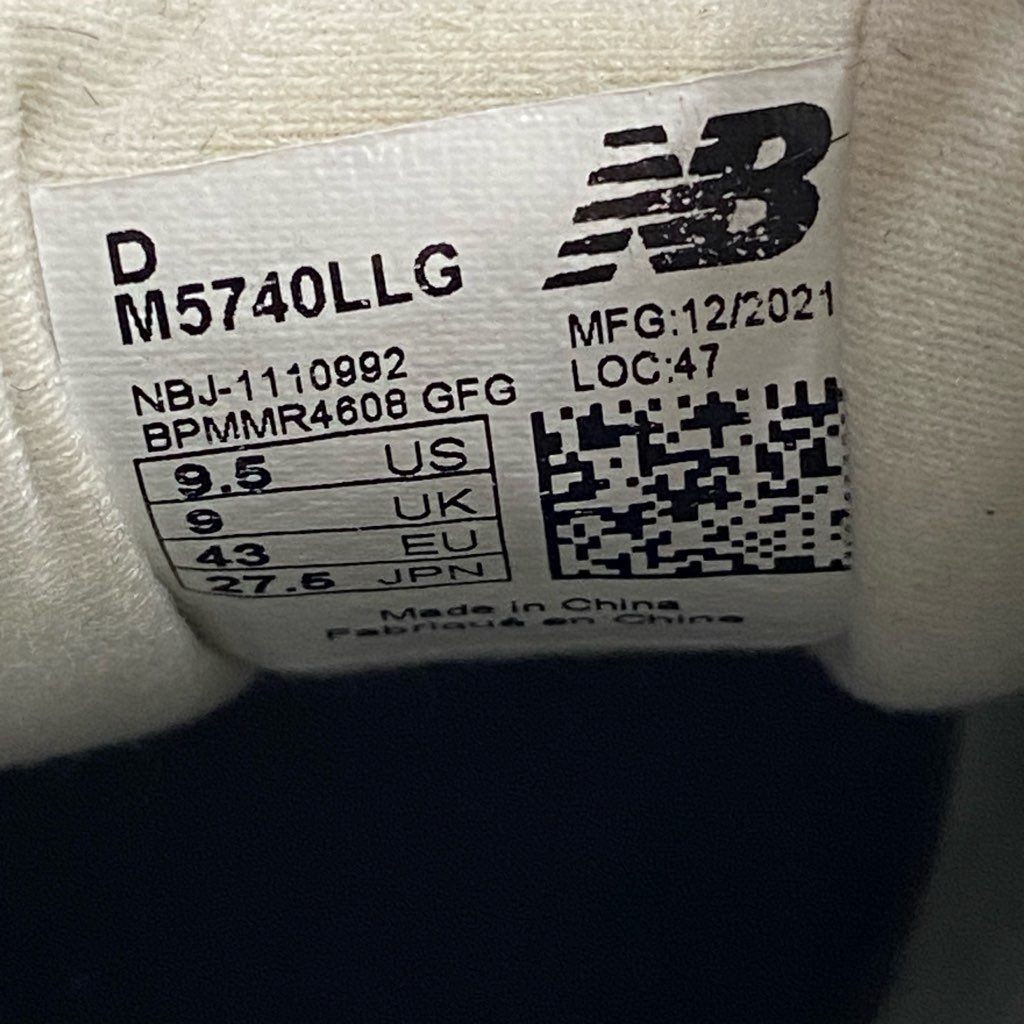 NB
D
M5740LLG
MFG:12/2021
LOC:47
NBJ-1110992
BPMMR4608 GFG
9.5 US
9 UK
43 EU
27.5 JPN
Made in China
Fabriqué en Chine